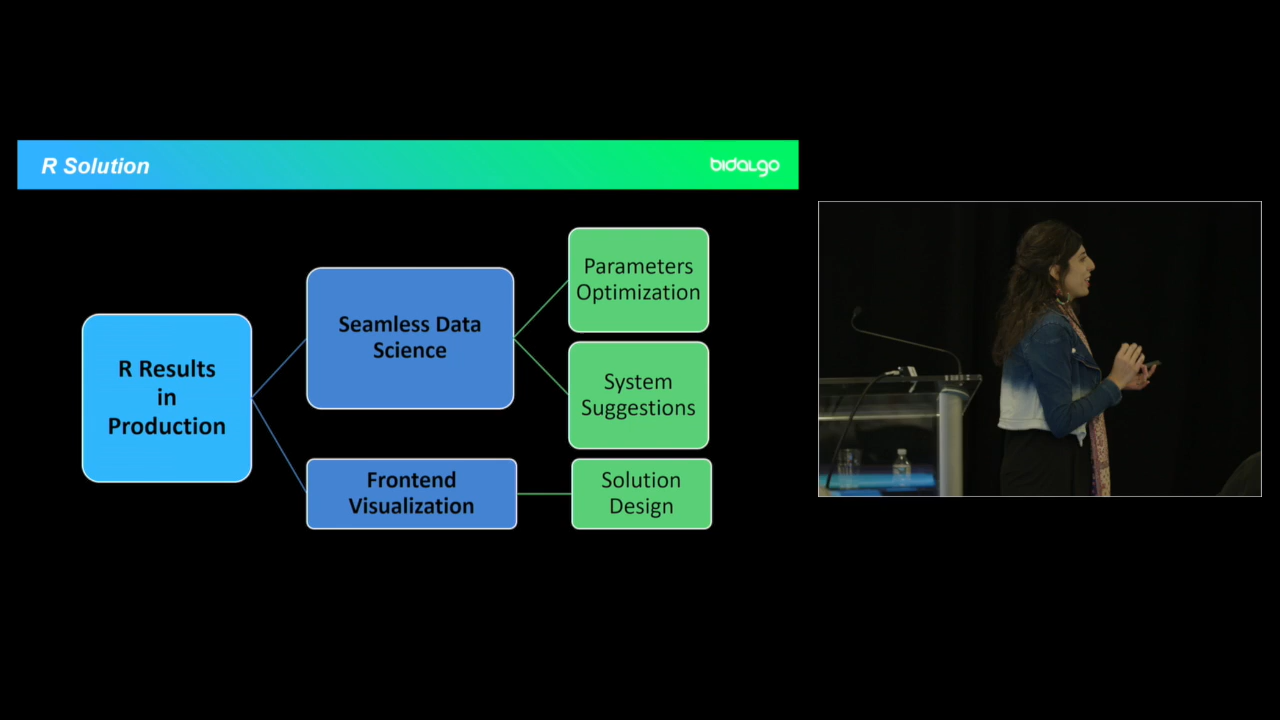 R Solution
bidalgo
R Results
in
Production
Seamless Data
Science
Frontend
Visualization
Parameters
Optimization
System
Suggestions
Solution
Design